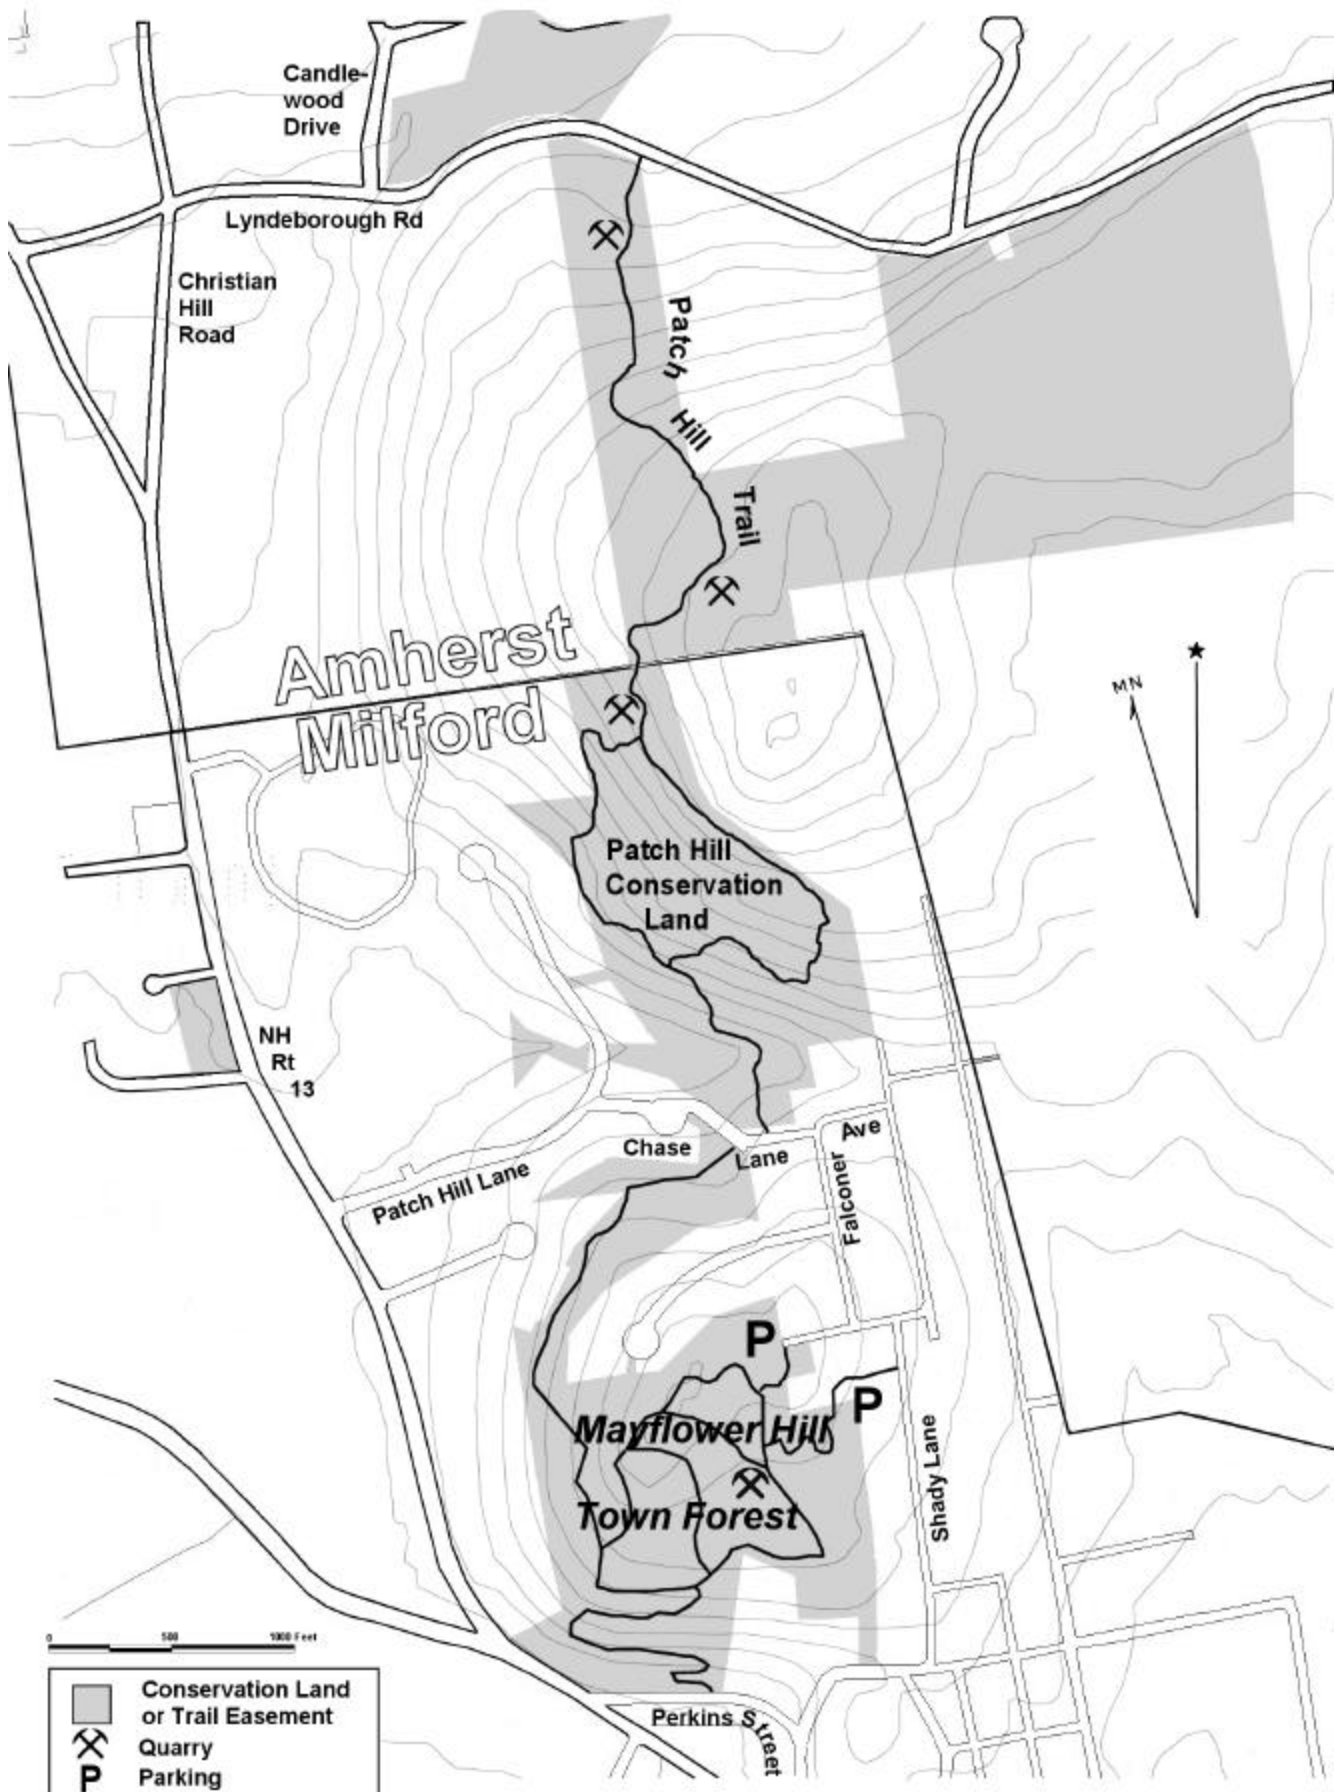 Candle-
wood
Drive
Lyndeborough Rd
Christian
Hill
Road
Patch
Hill
Trail
Amherst
Milford
MN
Patch Hill
Conservation
Land
NH
Rt
13
Chase
Lane
Ave
Patch Hill Lane
Falconer
P
P
Mayflower Hill
Town Forest
Shady Lane
0 500 1000 Feet
Conservation Land
or Trail Easement
Quarry
P Parking
Perkins Street